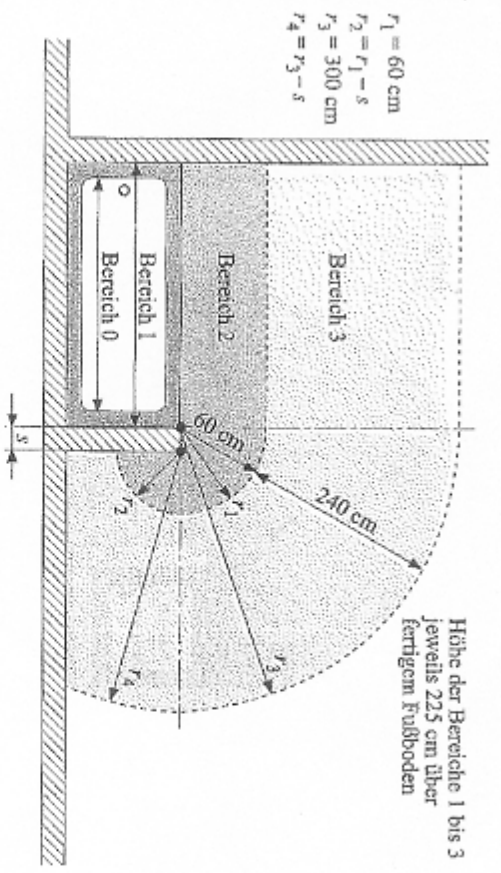 r₁ = 60 cm
r₂ = r₁ − s
r₃ = 300 cm
r₄ = r₃ − s
Bereich 3
Bereich 2
Bereich 1
Bereich 0
60 cm
240 cm
r₁
r₂
r₃
r₄
s
Höhe der Bereiche 1 bis 3
jeweils 225 cm über
fertigem Fußboden